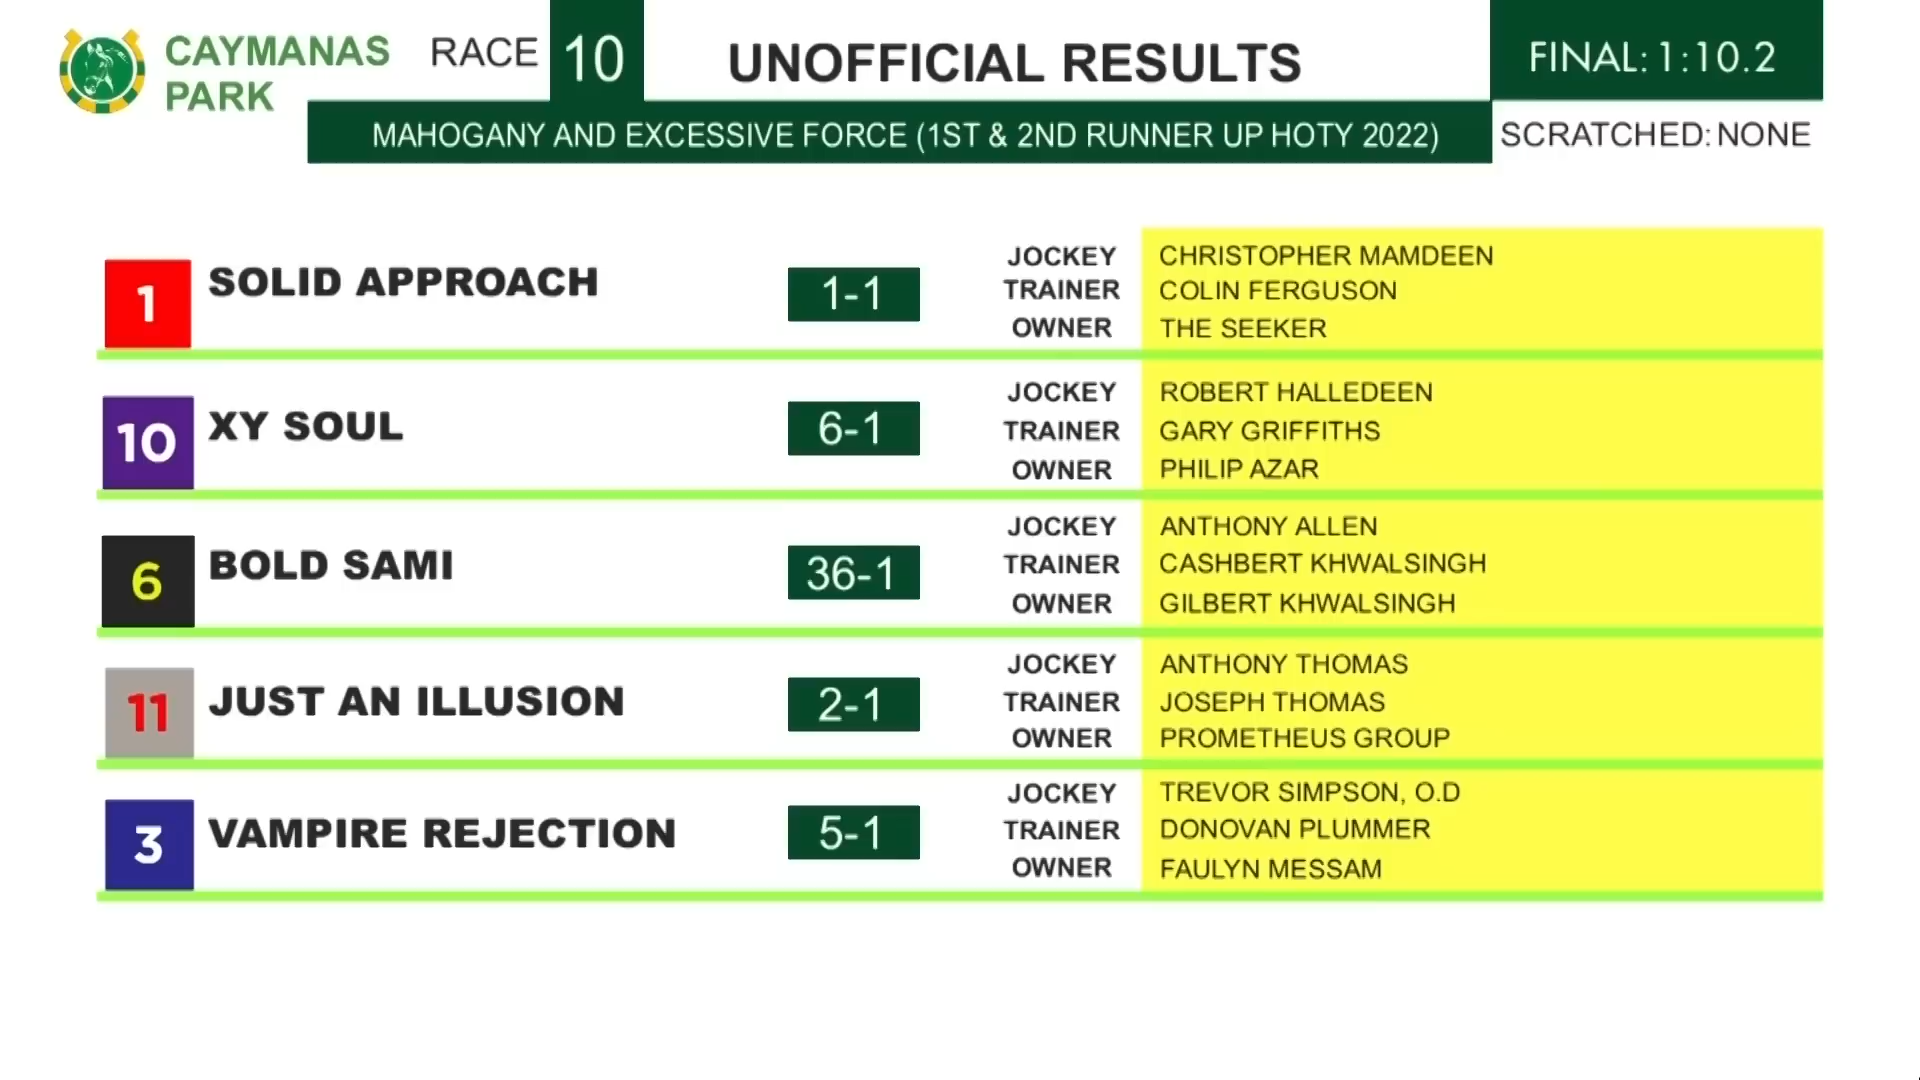 CAYMANAS
PARK
RACE 10
UNOFFICIAL RESULTS
FINAL: 1:10.2
MAHOGANY AND EXCESSIVE FORCE (1ST & 2ND RUNNER UP HOTY 2022)
SCRATCHED: NONE
1 SOLID APPROACH 1-1
JOCKEY CHRISTOPHER MAMDEEN
TRAINER COLIN FERGUSON
OWNER THE SEEKER
10 XY SOUL 6-1
JOCKEY ROBERT HALLEDEEN
TRAINER GARY GRIFFITHS
OWNER PHILIP AZAR
6 BOLD SAMI 36-1
JOCKEY ANTHONY ALLEN
TRAINER CASHBERT KHWALSINGH
OWNER GILBERT KHWALSINGH
11 JUST AN ILLUSION 2-1
JOCKEY ANTHONY THOMAS
TRAINER JOSEPH THOMAS
OWNER PROMETHEUS GROUP
3 VAMPIRE REJECTION 5-1
JOCKEY TREVOR SIMPSON, O.D
TRAINER DONOVAN PLUMMER
OWNER FAULYN MESSAM